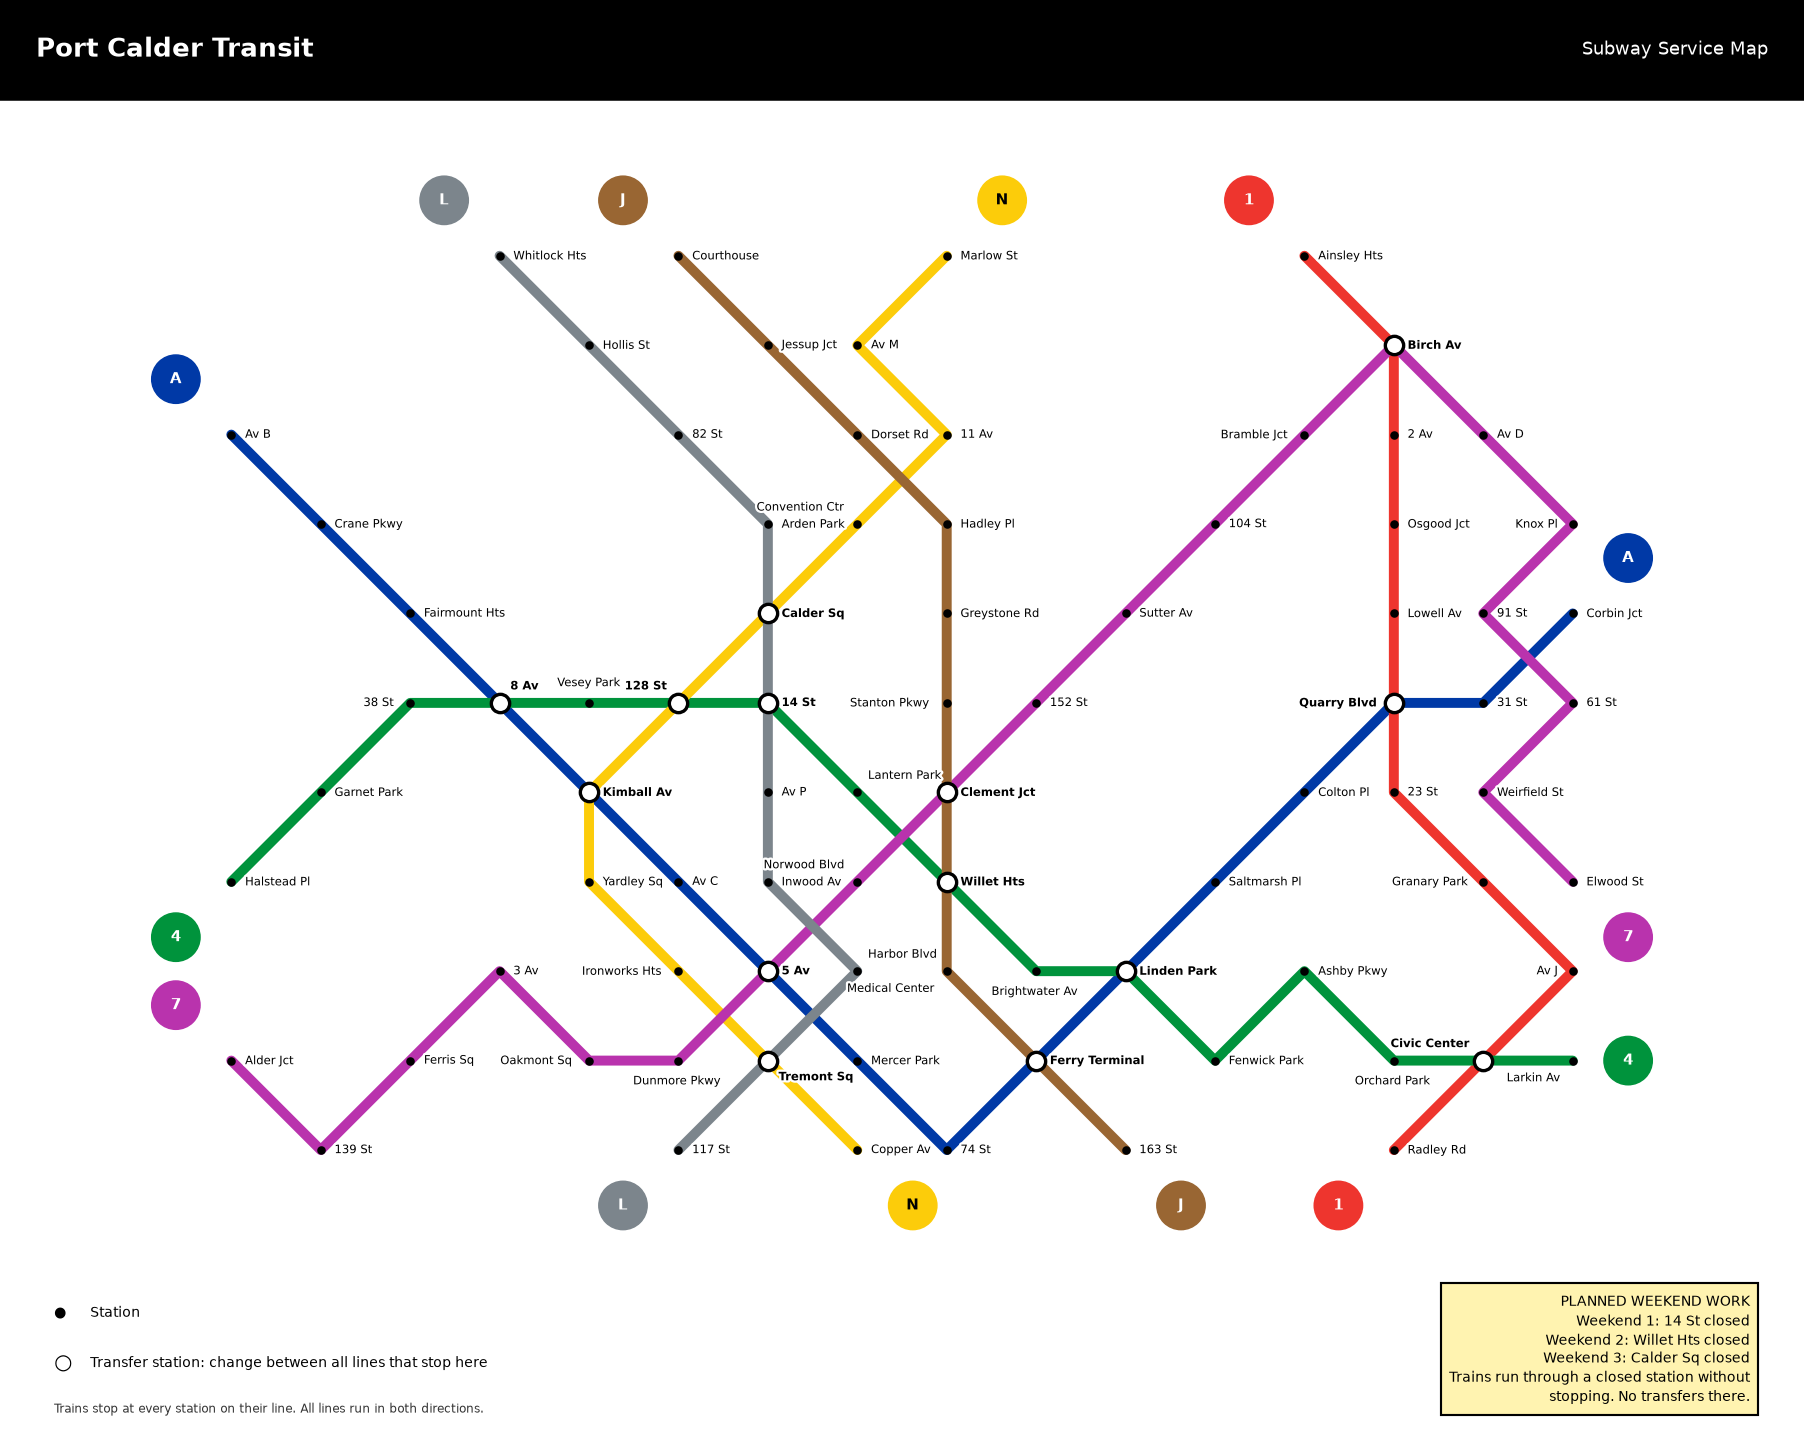 Port Calder Transit
Subway Service Map
L
J
N
1
Whitlock Hts
Courthouse
Marlow St
Ainsley Hts
Hollis St
Jessup Jct
Av M
Birch Av
A
Av B
82 St
Dorset Rd
11 Av
Bramble Jct
2 Av
Av D
Convention Ctr
Crane Pkwy
Arden Park
Hadley Pl
104 St
Osgood Jct
Knox Pl
A
Fairmount Hts
Calder Sq
Greystone Rd
Sutter Av
Lowell Av
91 St
Corbin Jct
8 Av
Vesey Park
128 St
38 St
14 St
Stanton Pkwy
152 St
Quarry Blvd
31 St
61 St
Lantern Park
Garnet Park
Kimball Av
Av P
Clement Jct
Colton Pl
23 St
Weirfield St
Norwood Blvd
Halstead Pl
Yardley Sq
Av C
Inwood Av
Willet Hts
Saltmarsh Pl
Granary Park
Elwood St
4
7
Harbor Blvd
3 Av
Ironworks Hts
5 Av
Linden Park
Ashby Pkwy
Av J
Medical Center
Brightwater Av
7
Civic Center
Alder Jct
Ferris Sq
Oakmont Sq
Mercer Park
Ferry Terminal
Fenwick Park
4
Dunmore Pkwy
Tremont Sq
Orchard Park
Larkin Av
139 St
117 St
Copper Av
74 St
163 St
Radley Rd
L
N
J
1
Station
Transfer station: change between all lines that stop here
Trains stop at every station on their line. All lines run in both directions.
PLANNED WEEKEND WORK
Weekend 1: 14 St closed
Weekend 2: Willet Hts closed
Weekend 3: Calder Sq closed
Trains run through a closed station without
stopping. No transfers there.